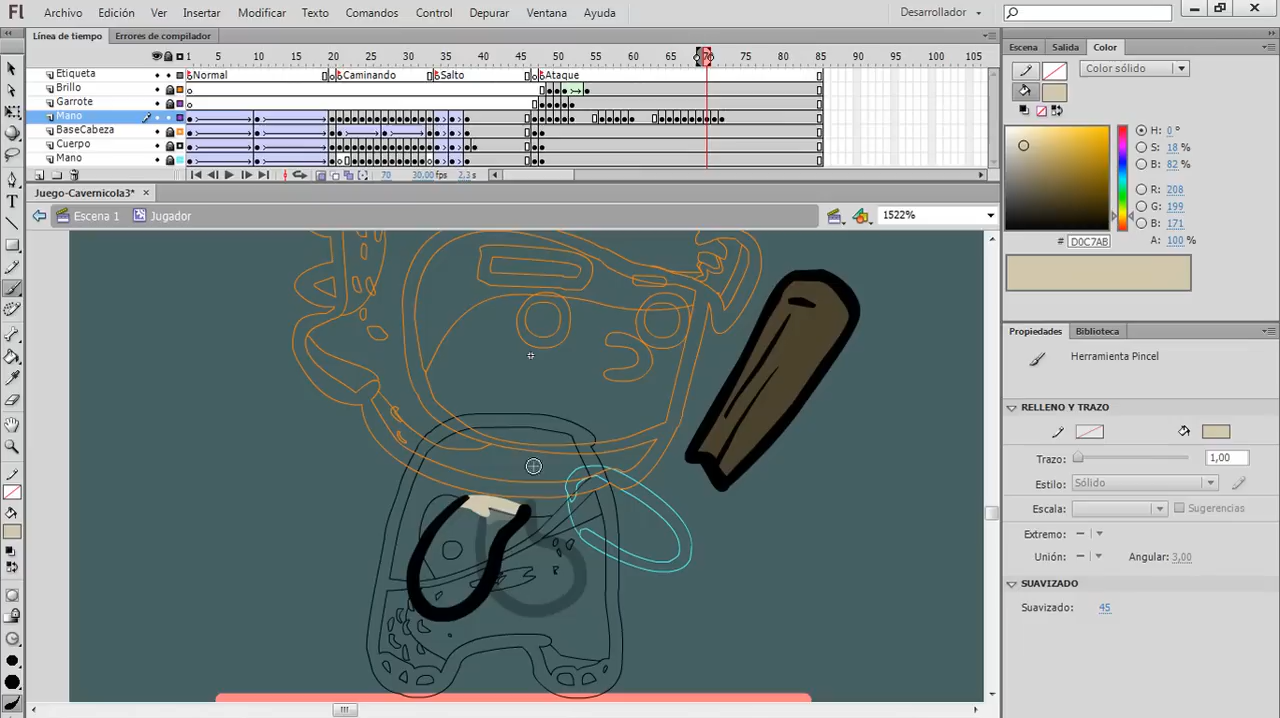 Fl Archivo Edición Ver Insertar Modificar Texto Comandos Control Depurar Ventana Ayuda Desarrollador
Línea de tiempo Errores de compilador
1 5 10 15 20 25 30 35 40 45 50 55 60 65 70 75 80 85 90 95 100 105
Etiqueta Normal Caminando Salto Ataque
Brillo
Garrote
Mano
BaseCabeza
Cuerpo
Mano
70 30,00 fps 2,3 s
Juego-Cavernicola3* ×
Escena 1 Jugador 1522%
Escena Salida Color
Color sólido
H: 0 °
S: 18 %
B: 82 %
R: 208
G: 199
B: 171
# D0C7AB A: 100 %
Propiedades Biblioteca
Herramienta Pincel
RELLENO Y TRAZO
Trazo: 1,00
Estilo: Sólido
Escala: Sugerencias
Extremo:
Unión: Angular: 3,00
SUAVIZADO
Suavizado: 45